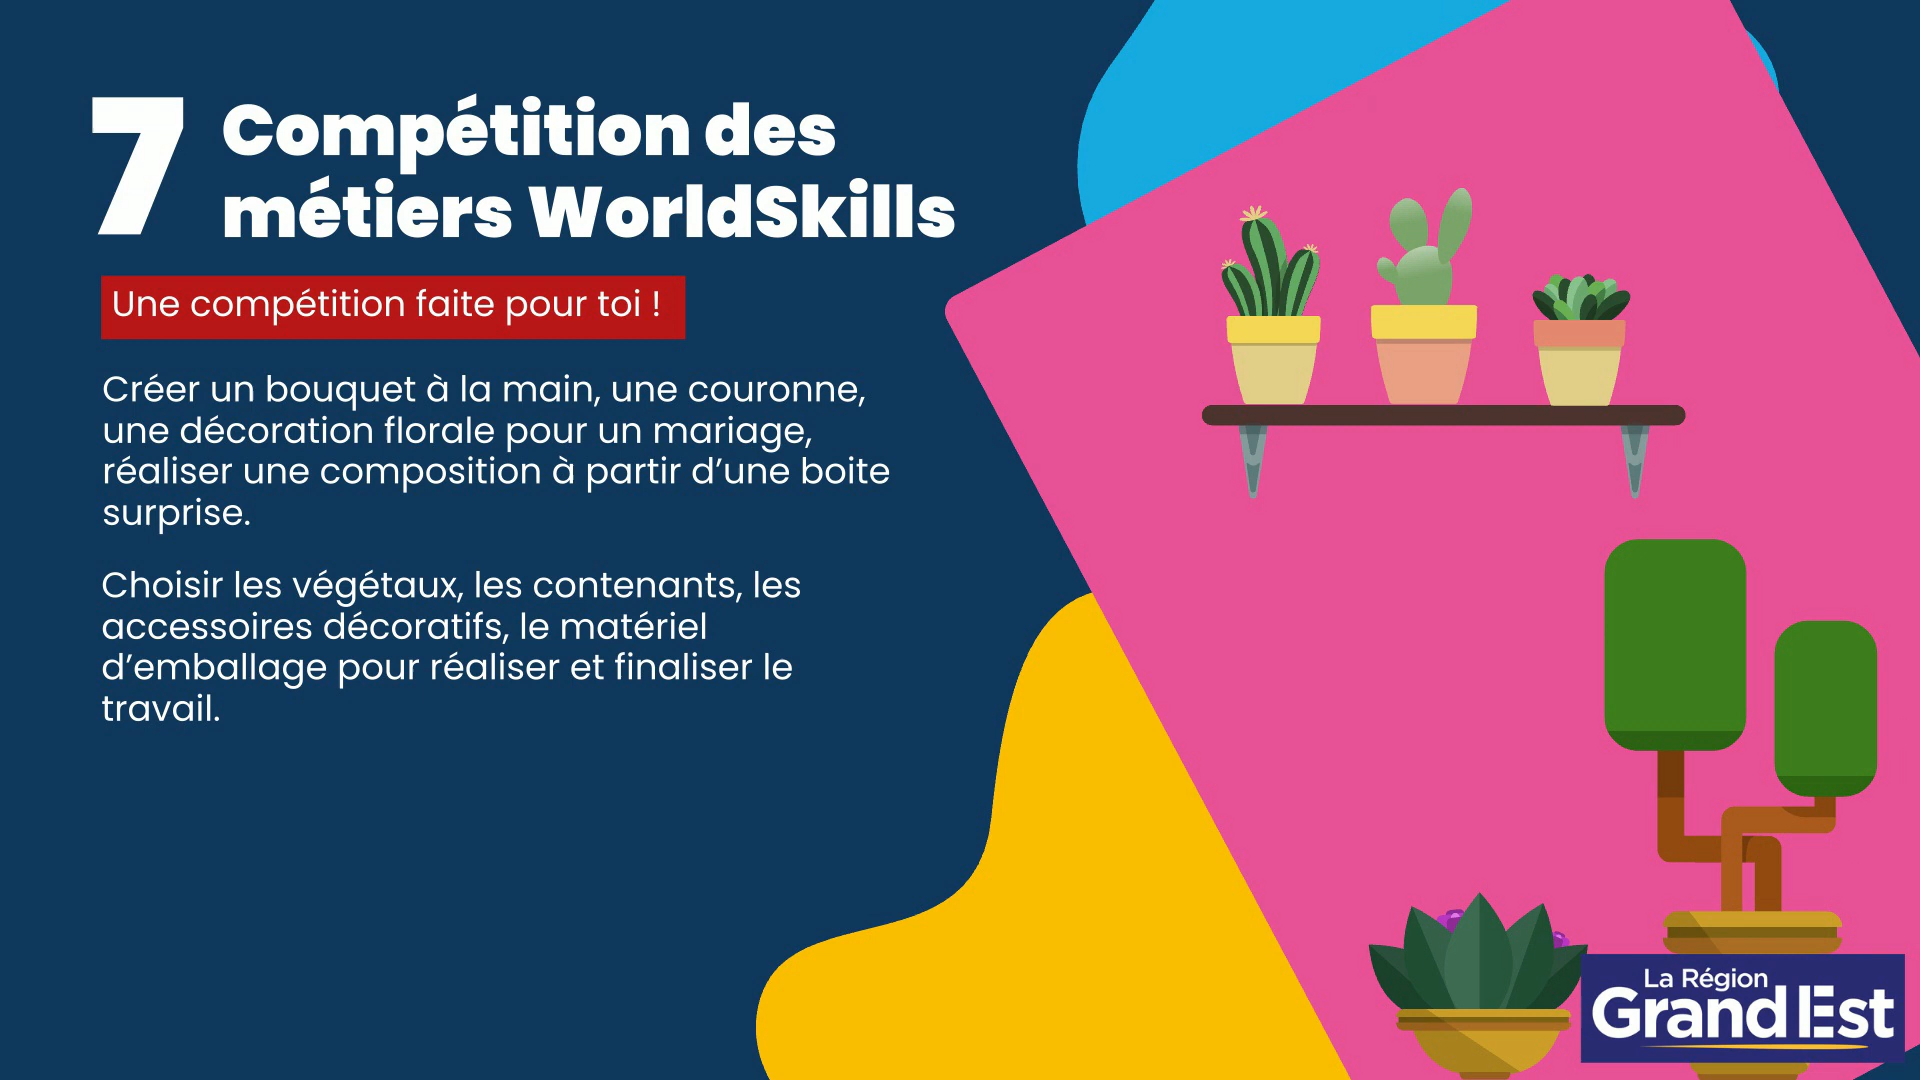 7
Compétition des
métiers WorldSkills
Une compétition faite pour toi !
Créer un bouquet à la main, une couronne,
une décoration florale pour un mariage,
réaliser une composition à partir d’une boite
surprise.
Choisir les végétaux, les contenants, les
accessoires décoratifs, le matériel
d’emballage pour réaliser et finaliser le
travail.
La Région
Grand Est